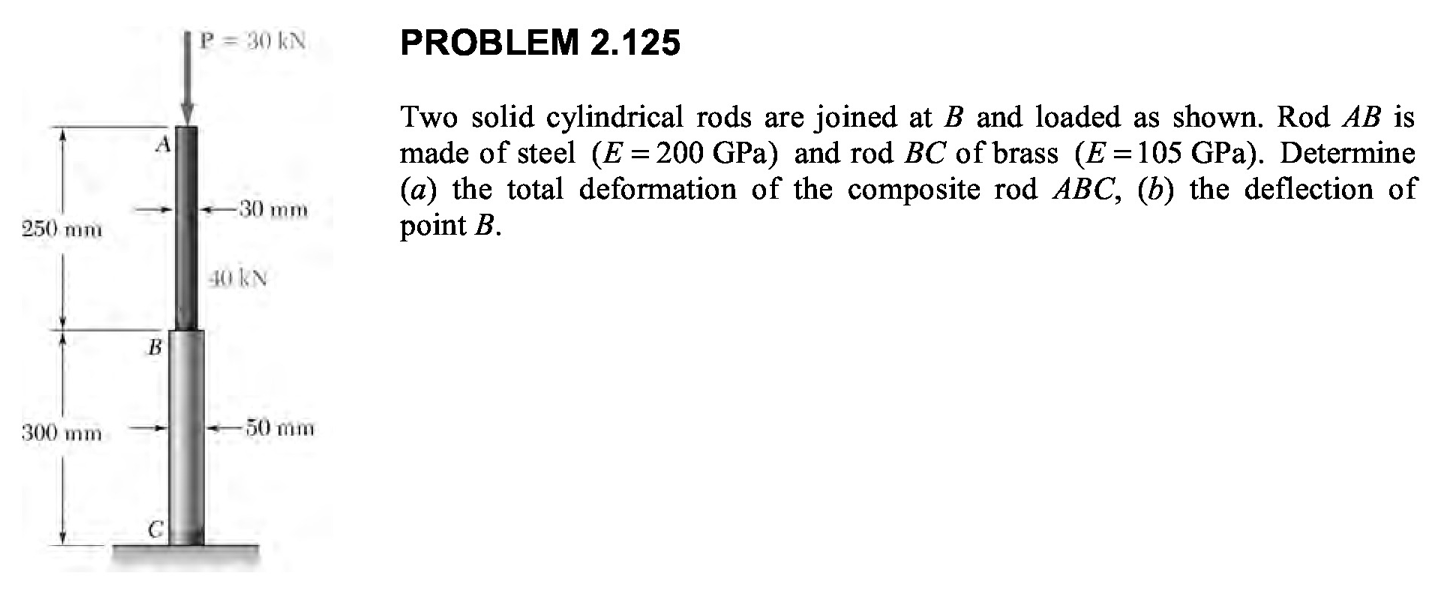 P = 30 kN
A
30 mm
250 mm
40 kN
B
300 mm
50 mm
C
PROBLEM 2.125
Two solid cylindrical rods are joined at B and loaded as shown. Rod AB is
made of steel (E = 200 GPa) and rod BC of brass (E = 105 GPa). Determine
(a) the total deformation of the composite rod ABC, (b) the deflection of
point B.